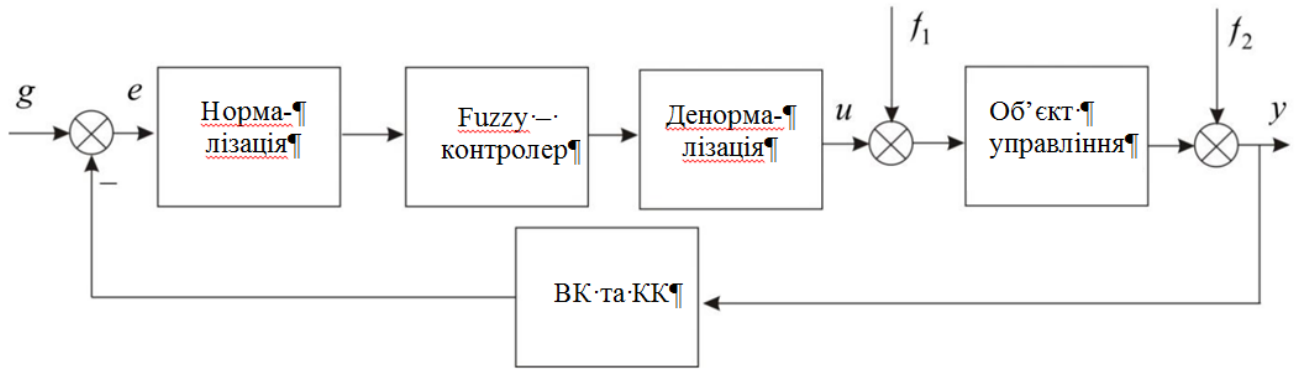 f₁
f₂
g
e
Норма-¶
лізація¶
Fuzzy·–·
контролер¶
Денорма-¶
лізація¶
u
Об’єкт·¶
управління¶
y
–
ВК·та·КК¶